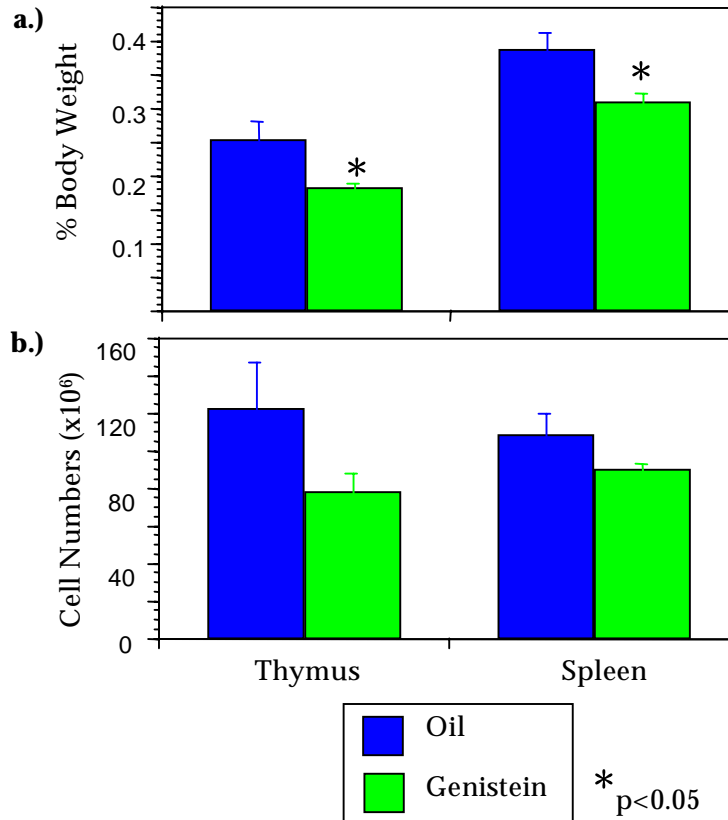 a.)
% Body Weight
0.4
0.3
0.2
0.1
*
*
b.)
Cell Numbers (x10⁶)
160
120
80
40
0
Thymus
Spleen
Oil
Genistein
* p<0.05